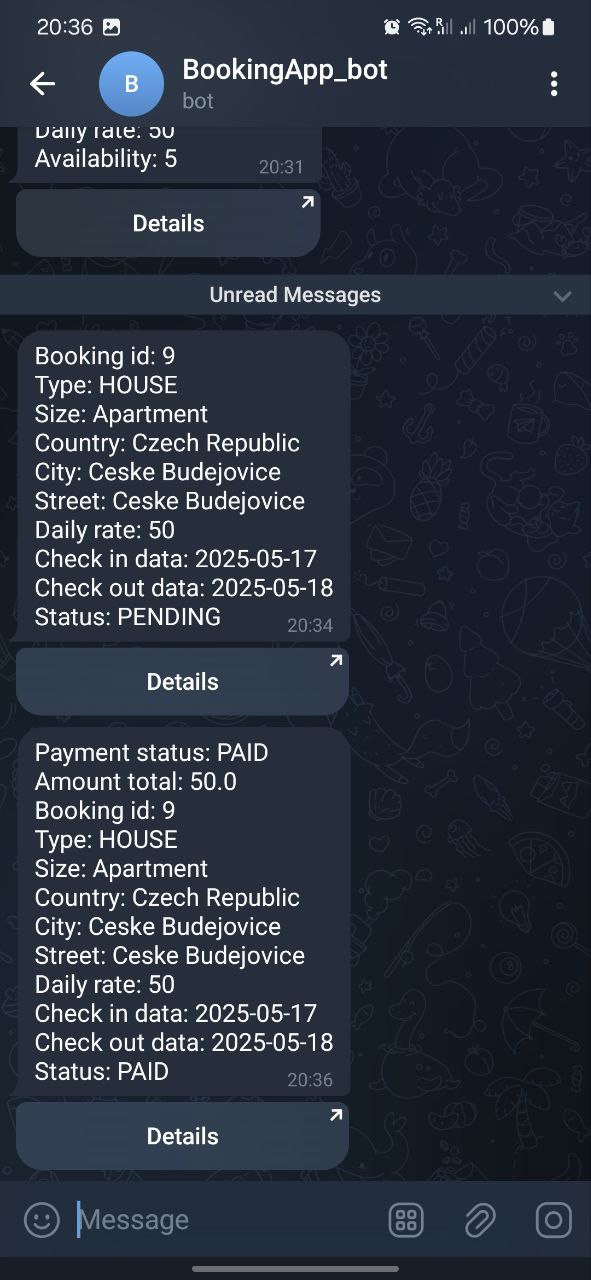 20:36
R
100%
B
BookingApp_bot
bot
Daily rate: 50
Availability: 5
20:31
Details
Unread Messages
Booking id: 9
Type: HOUSE
Size: Apartment
Country: Czech Republic
City: Ceske Budejovice
Street: Ceske Budejovice
Daily rate: 50
Check in data: 2025-05-17
Check out data: 2025-05-18
Status: PENDING
20:34
Details
Payment status: PAID
Amount total: 50.0
Booking id: 9
Type: HOUSE
Size: Apartment
Country: Czech Republic
City: Ceske Budejovice
Street: Ceske Budejovice
Daily rate: 50
Check in data: 2025-05-17
Check out data: 2025-05-18
Status: PAID
20:36
Details
Message